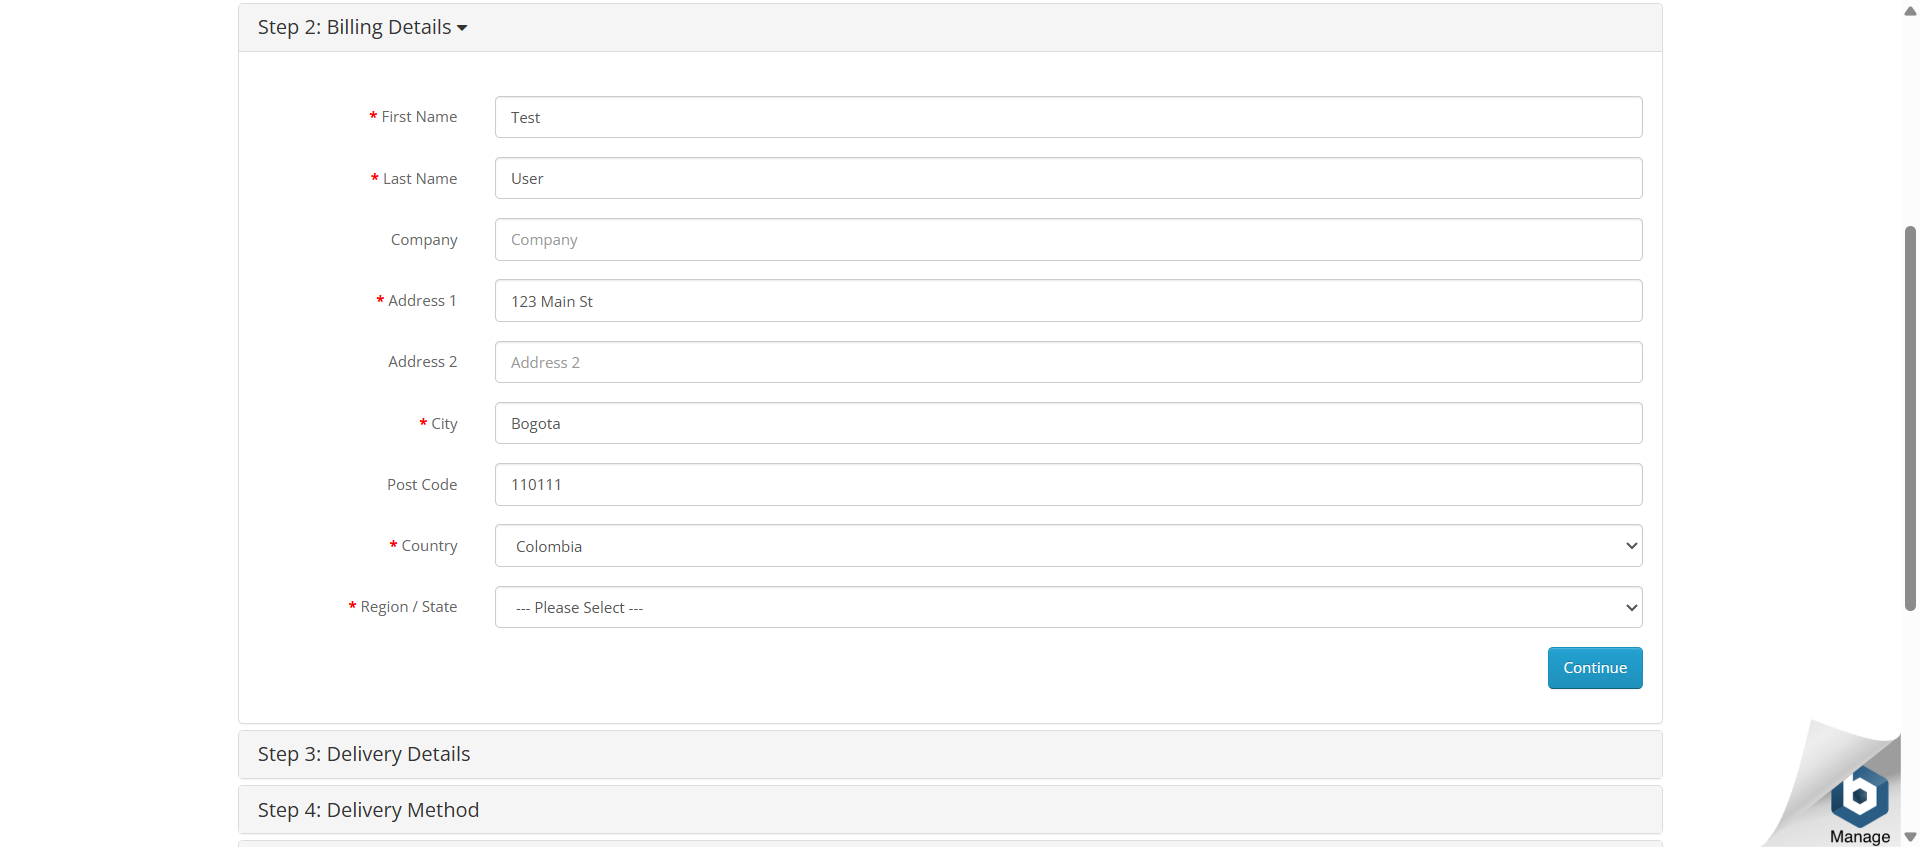 Step 2: Billing Details
* First Name
Test
* Last Name
User
Company
Company
* Address 1
123 Main St
Address 2
Address 2
* City
Bogota
Post Code
110111
* Country
Colombia
* Region / State
--- Please Select ---
Continue
Step 3: Delivery Details
Step 4: Delivery Method
b
Manage